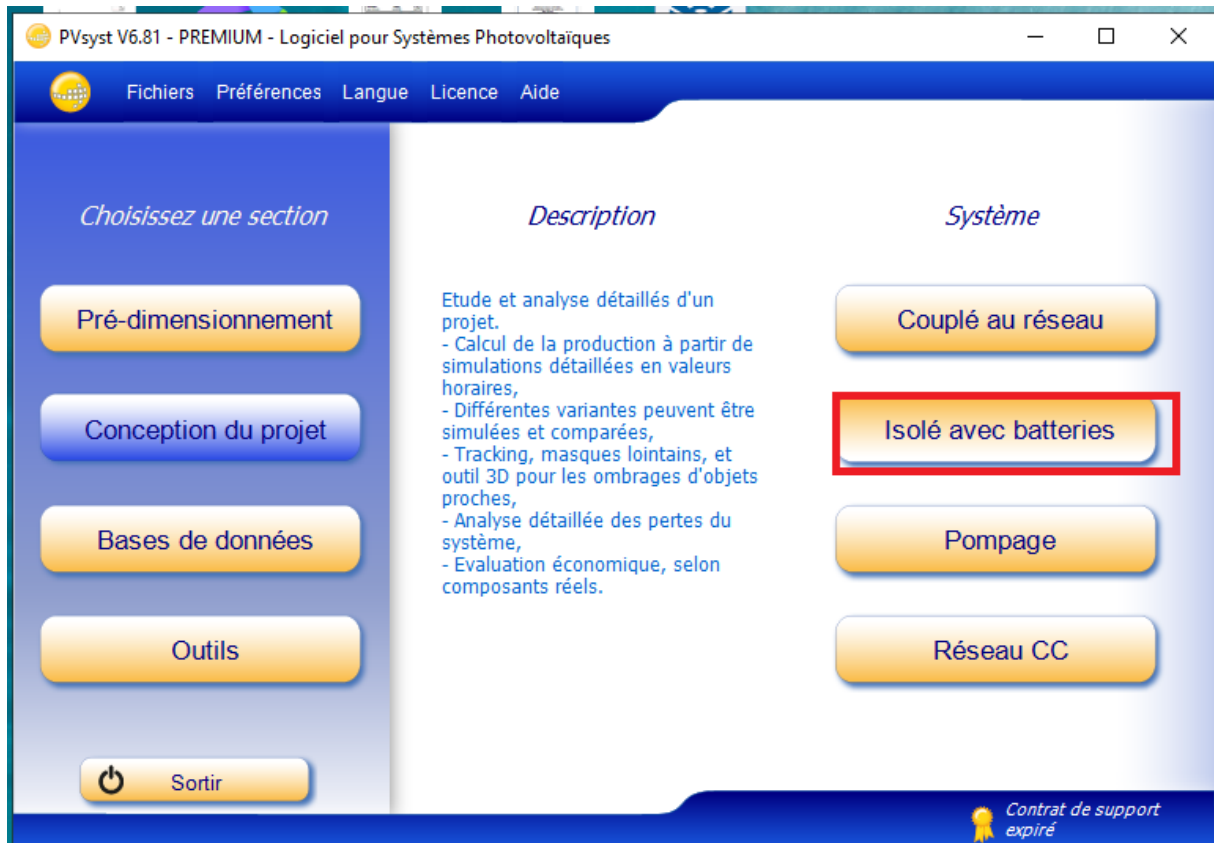 PVsyst V6.81 - PREMIUM - Logiciel pour Systèmes Photovoltaïques
Fichiers Préférences Langue Licence Aide
Choisissez une section
Pré-dimensionnement
Conception du projet
Bases de données
Outils
Sortir
Description
Etude et analyse détaillés d'un
projet.
- Calcul de la production à partir de
simulations détaillées en valeurs
horaires,
- Différentes variantes peuvent être
simulées et comparées,
- Tracking, masques lointains, et
outil 3D pour les ombrages d'objets
proches,
- Analyse détaillée des pertes du
système,
- Evaluation économique, selon
composants réels.
Système
Couplé au réseau
Isolé avec batteries
Pompage
Réseau CC
Contrat de support
expiré